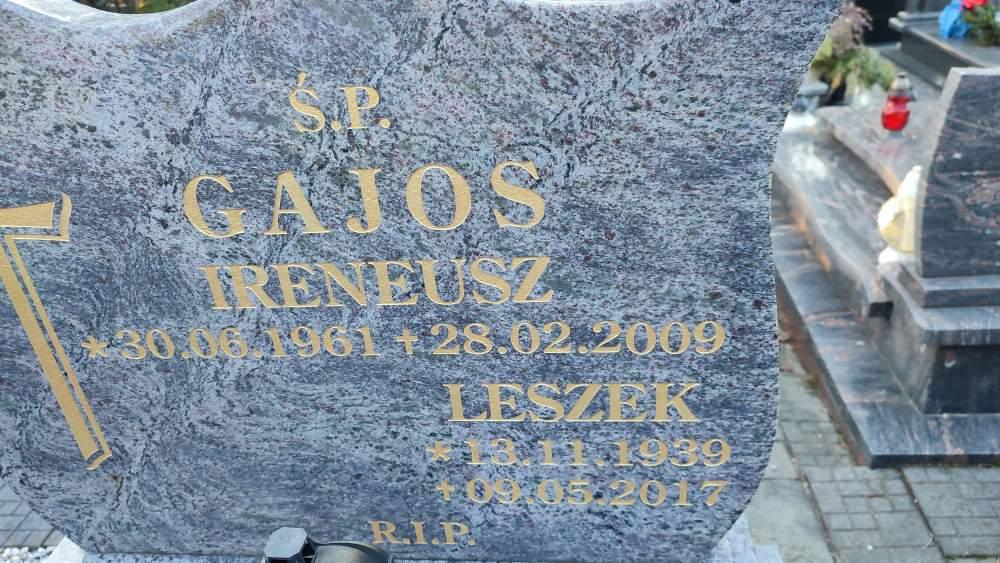 Ś.P.
GAJOS
IRENEUSZ
*30.06.1961 +28.02.2009
LESZEK
*13.11.1939
+09.05.2017
R.I.P.